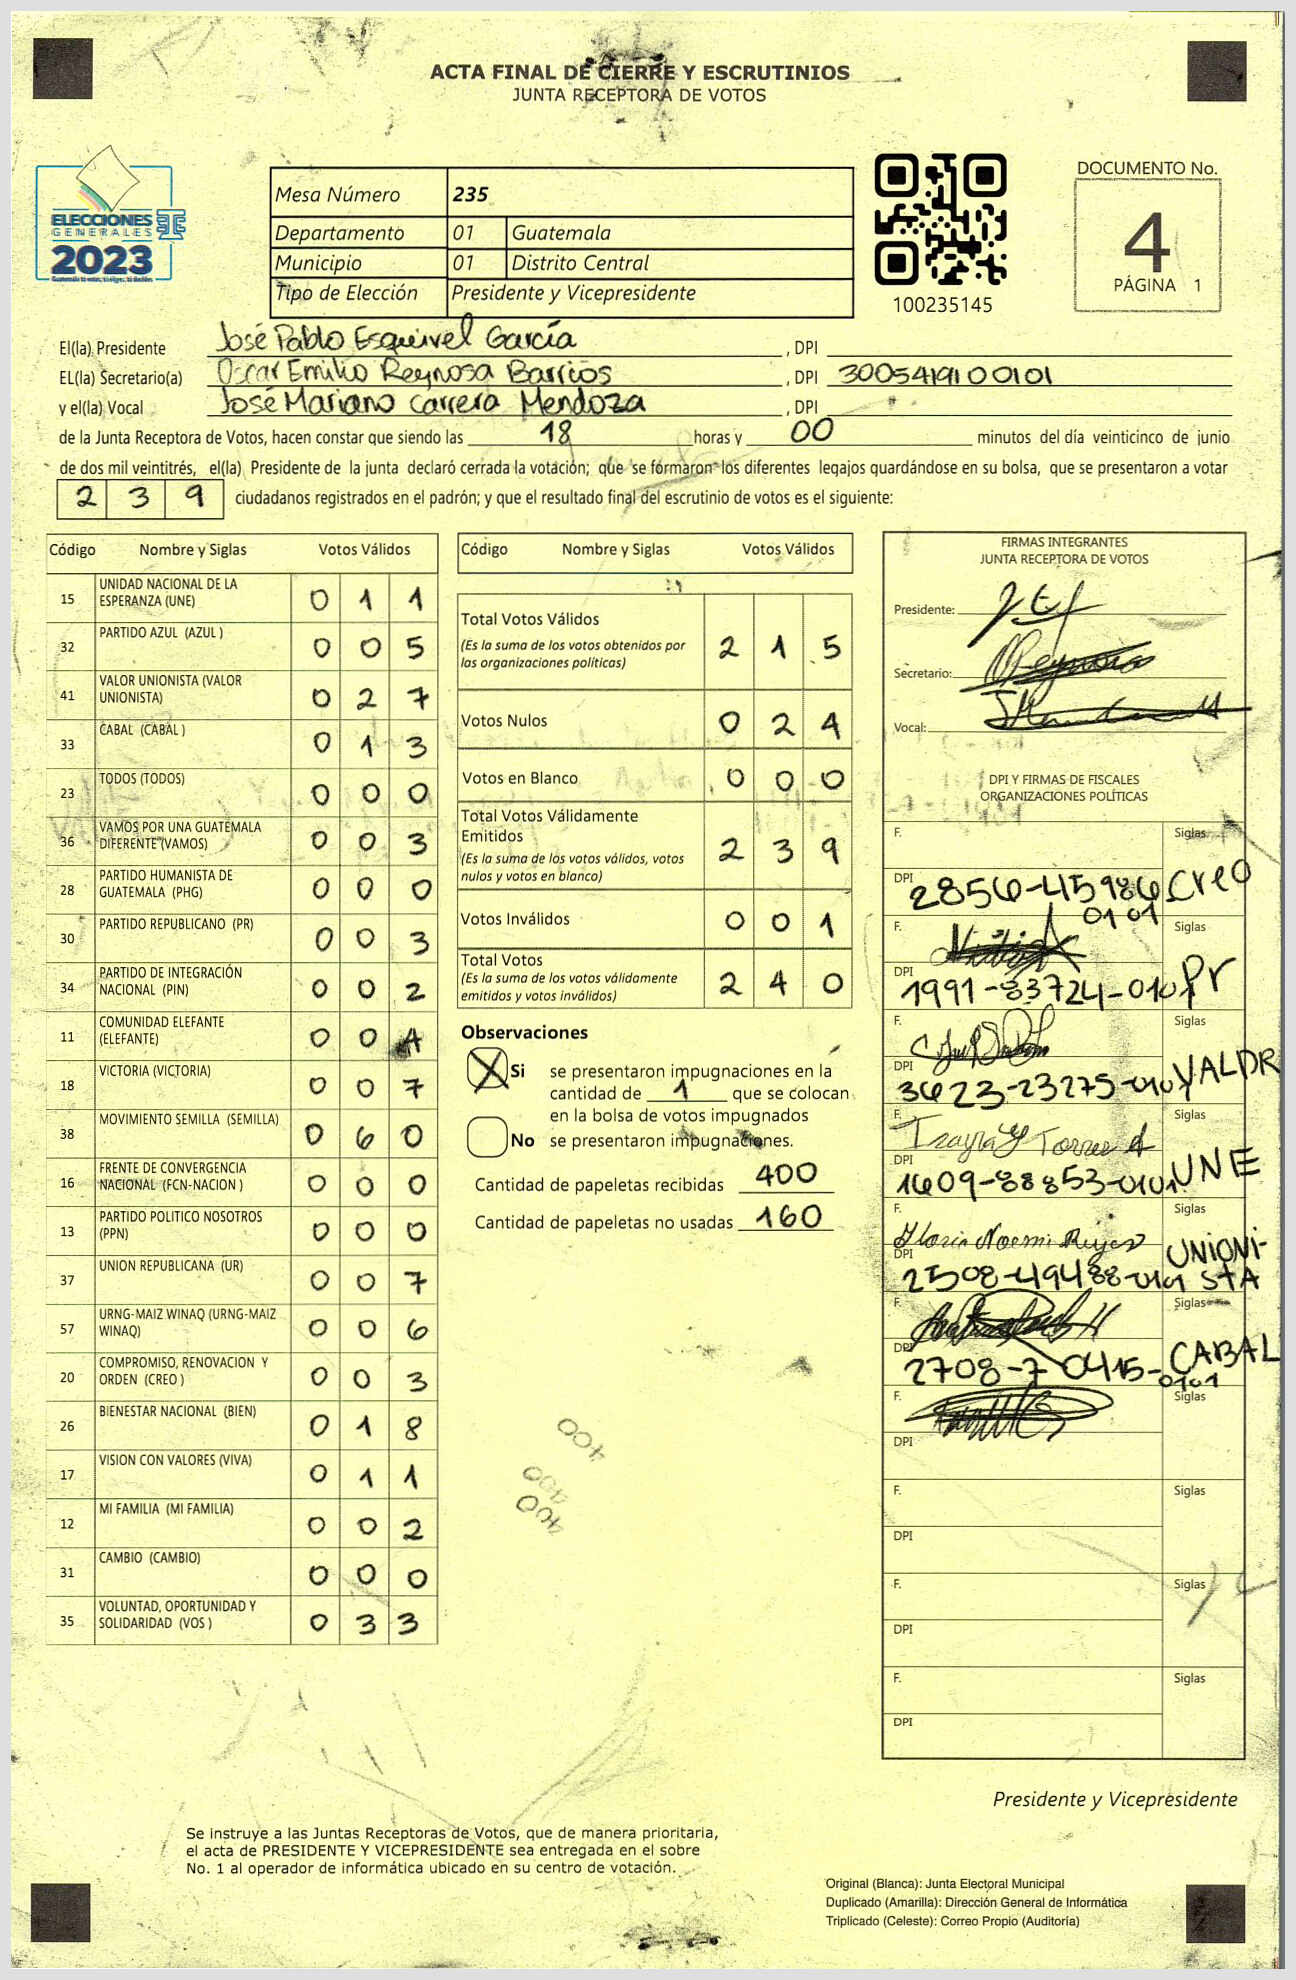 ACTA FINAL DE CIERRE Y ESCRUTINIOS
JUNTA RECEPTORA DE VOTOS
ELECCIONES
GENERALES
2023
Mesa Número 235
Departamento 01 Guatemala
Municipio 01 Distrito Central
Tipo de Elección Presidente y Vicepresidente
100235145
DOCUMENTO No.
4
PÁGINA 1
El(la) Presidente José Pablo Esquivel García , DPI
EL(la) Secretario(a) Oscar Emilio Reynosa Barrios , DPI 3005419100101
y el(la) Vocal José Mariano Carrera Mendoza , DPI
de la Junta Receptora de Votos, hacen constar que siendo las 18 horas y 00 minutos del día veinticinco de junio
de dos mil veintitrés, el(la) Presidente de la junta declaró cerrada la votación; que se formaron los diferentes legajos guardándose en su bolsa, que se presentaron a votar
2 3 9 ciudadanos registrados en el padrón; y que el resultado final del escrutinio de votos es el siguiente:
Código Nombre y Siglas Votos Válidos
15 UNIDAD NACIONAL DE LA ESPERANZA (UNE) 0 1 1
32 PARTIDO AZUL (AZUL ) 0 0 5
41 VALOR UNIONISTA (VALOR UNIONISTA) 0 2 7
33 CABAL (CABAL ) 0 1 3
23 TODOS (TODOS) 0 0 0
36 VAMOS POR UNA GUATEMALA DIFERENTE (VAMOS) 0 0 3
28 PARTIDO HUMANISTA DE GUATEMALA (PHG) 0 0 0
30 PARTIDO REPUBLICANO (PR) 0 0 3
34 PARTIDO DE INTEGRACIÓN NACIONAL (PIN) 0 0 2
11 COMUNIDAD ELEFANTE (ELEFANTE) 0 0 4
18 VICTORIA (VICTORIA) 0 0 7
38 MOVIMIENTO SEMILLA (SEMILLA) 0 6 0
16 FRENTE DE CONVERGENCIA NACIONAL (FCN-NACION ) 0 0 0
13 PARTIDO POLITICO NOSOTROS (PPN) 0 0 0
37 UNION REPUBLICANA (UR) 0 0 7
57 URNG-MAIZ WINAQ (URNG-MAIZ WINAQ) 0 0 6
20 COMPROMISO, RENOVACION Y ORDEN (CREO ) 0 0 3
26 BIENESTAR NACIONAL (BIEN) 0 1 8
17 VISION CON VALORES (VIVA) 0 1 1
12 MI FAMILIA (MI FAMILIA) 0 0 2
31 CAMBIO (CAMBIO) 0 0 0
35 VOLUNTAD, OPORTUNIDAD Y SOLIDARIDAD (VOS ) 0 3 3
Código Nombre y Siglas Votos Válidos
Total Votos Válidos 2 1 5
(Es la suma de los votos obtenidos por
las organizaciones políticas)
Votos Nulos 0 2 4
Votos en Blanco 0 0 0
Total Votos Válidamente
Emitidos 2 3 9
(Es la suma de los votos válidos, votos
nulos y votos en blanco)
Votos Inválidos 0 0 1
Total Votos 2 4 0
(Es la suma de los votos válidamente
emitidos y votos inválidos)
Observaciones
X Si se presentaron impugnaciones en la
cantidad de 1 que se colocan
en la bolsa de votos impugnados
No se presentaron impugnaciones.
Cantidad de papeletas recibidas 400
Cantidad de papeletas no usadas 160
400
400
400
FIRMAS INTEGRANTES
JUNTA RECEPTORA DE VOTOS
Presidente:
Secretario:
Vocal:
DPI Y FIRMAS DE FISCALES
ORGANIZACIONES POLÍTICAS
F. Siglas
DPI 2856-45986 0101 Creo
F. Siglas
DPI 1991-83724-0101 Pr
F. Siglas
DPI 3623-23275-0101 VALOR
F. Siglas
DPI 1609-88853-0101 UNE
F. Gloria Noemi Reyes Siglas
DPI 2508-49488-0101 UNIONI-
STA
F. Siglas
DPI 2708-70415-0101 CABAL
F. Siglas
DPI
F. Siglas
DPI
F. Siglas
DPI
F. Siglas
DPI
Presidente y Vicepresidente
Se instruye a las Juntas Receptoras de Votos, que de manera prioritaria,
el acta de PRESIDENTE Y VICEPRESIDENTE sea entregada en el sobre
No. 1 al operador de informática ubicado en su centro de votación.
Original (Blanca): Junta Electoral Municipal
Duplicado (Amarilla): Dirección General de Informática
Triplicado (Celeste): Correo Propio (Auditoría)